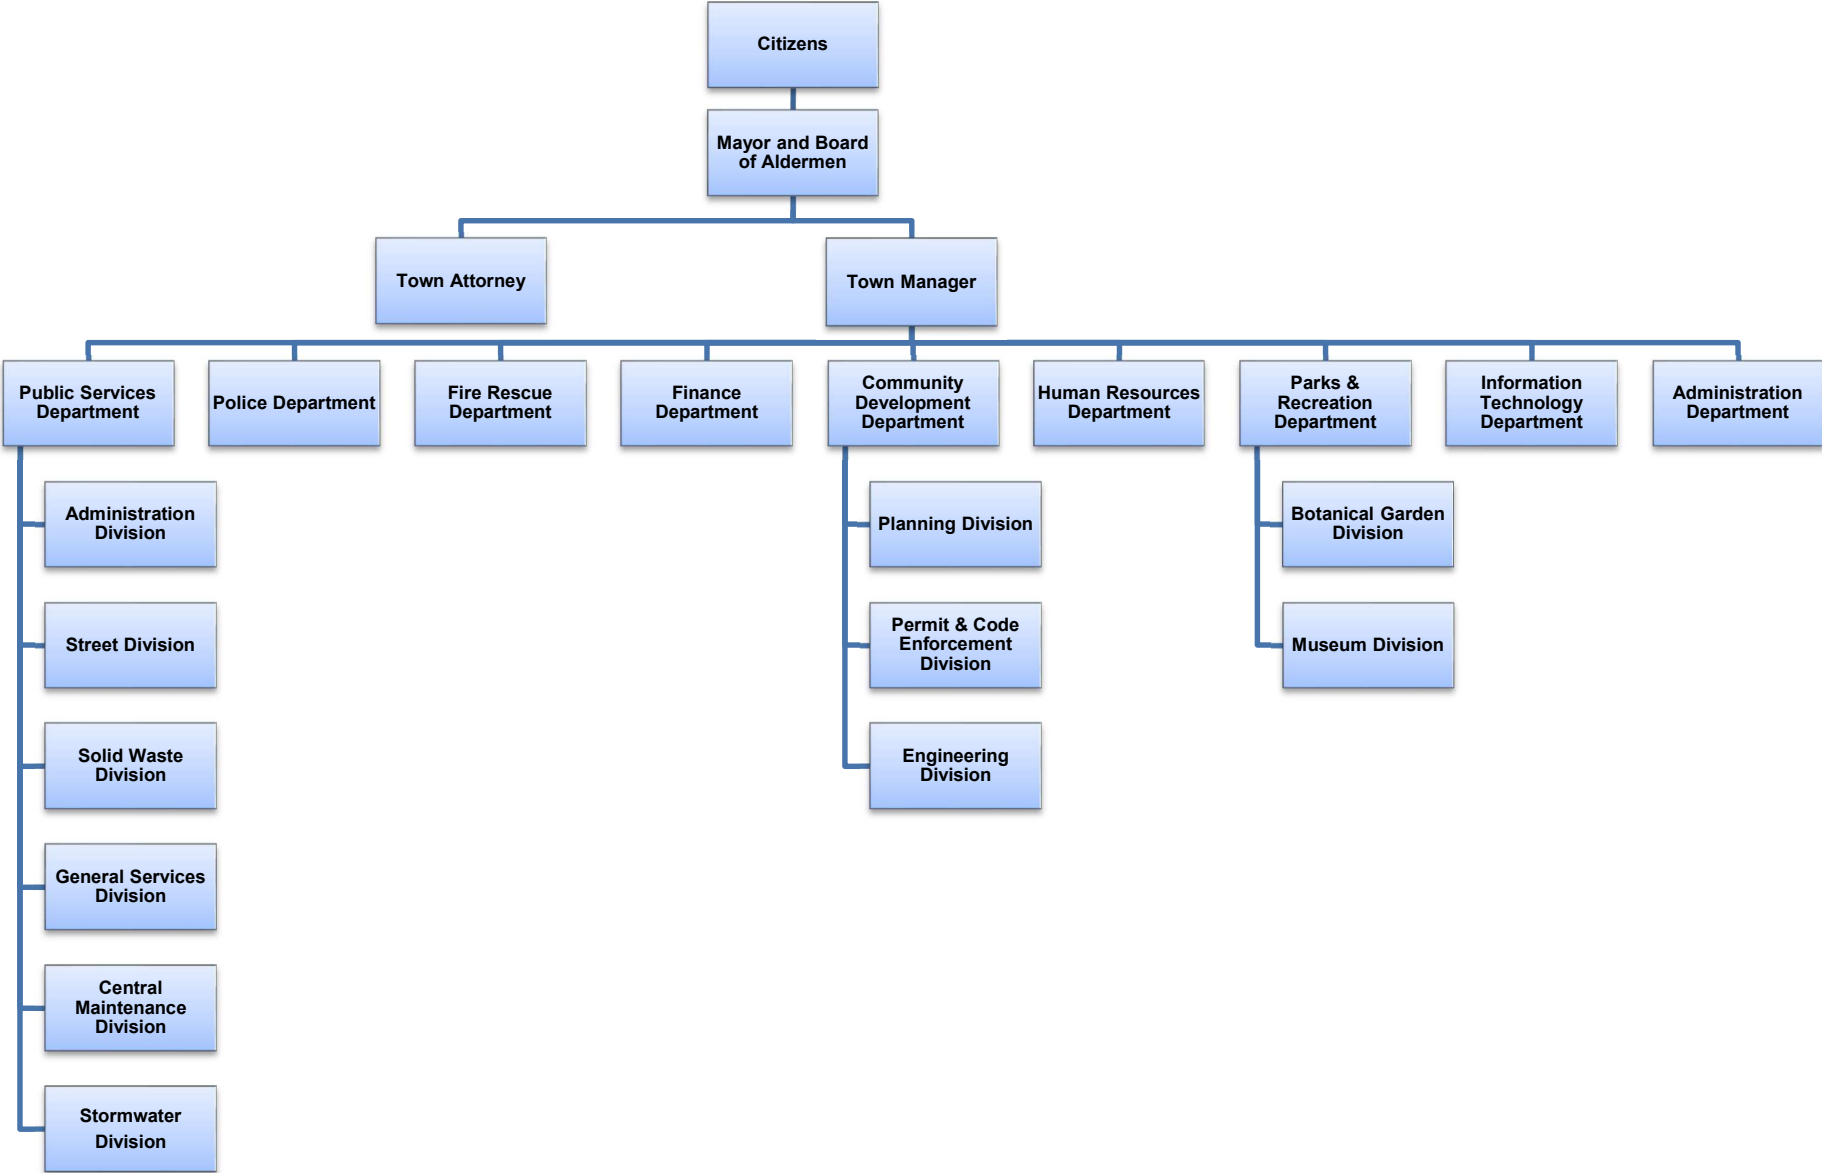 Citizens
Mayor and Board
of Aldermen
Town Attorney
Town Manager
Public Services
Department
Police Department
Fire Rescue
Department
Finance
Department
Community
Development
Department
Human Resources
Department
Parks &
Recreation
Department
Information
Technology
Department
Administration
Department
Administration
Division
Street Division
Solid Waste
Division
General Services
Division
Central
Maintenance
Division
Stormwater
Division
Planning Division
Permit & Code
Enforcement
Division
Engineering
Division
Botanical Garden
Division
Museum Division